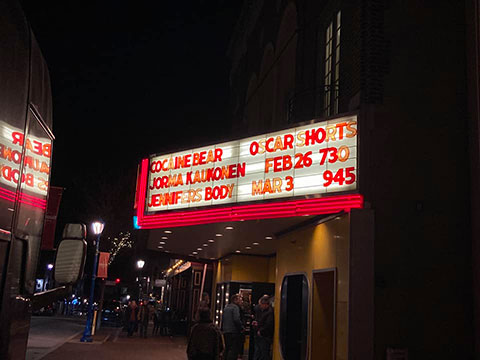 COCAINE BEAR OSCAR SHORTS
JORMA KAUKONEN FEB 26 730
JENNIFERS BODY MAR 3 945